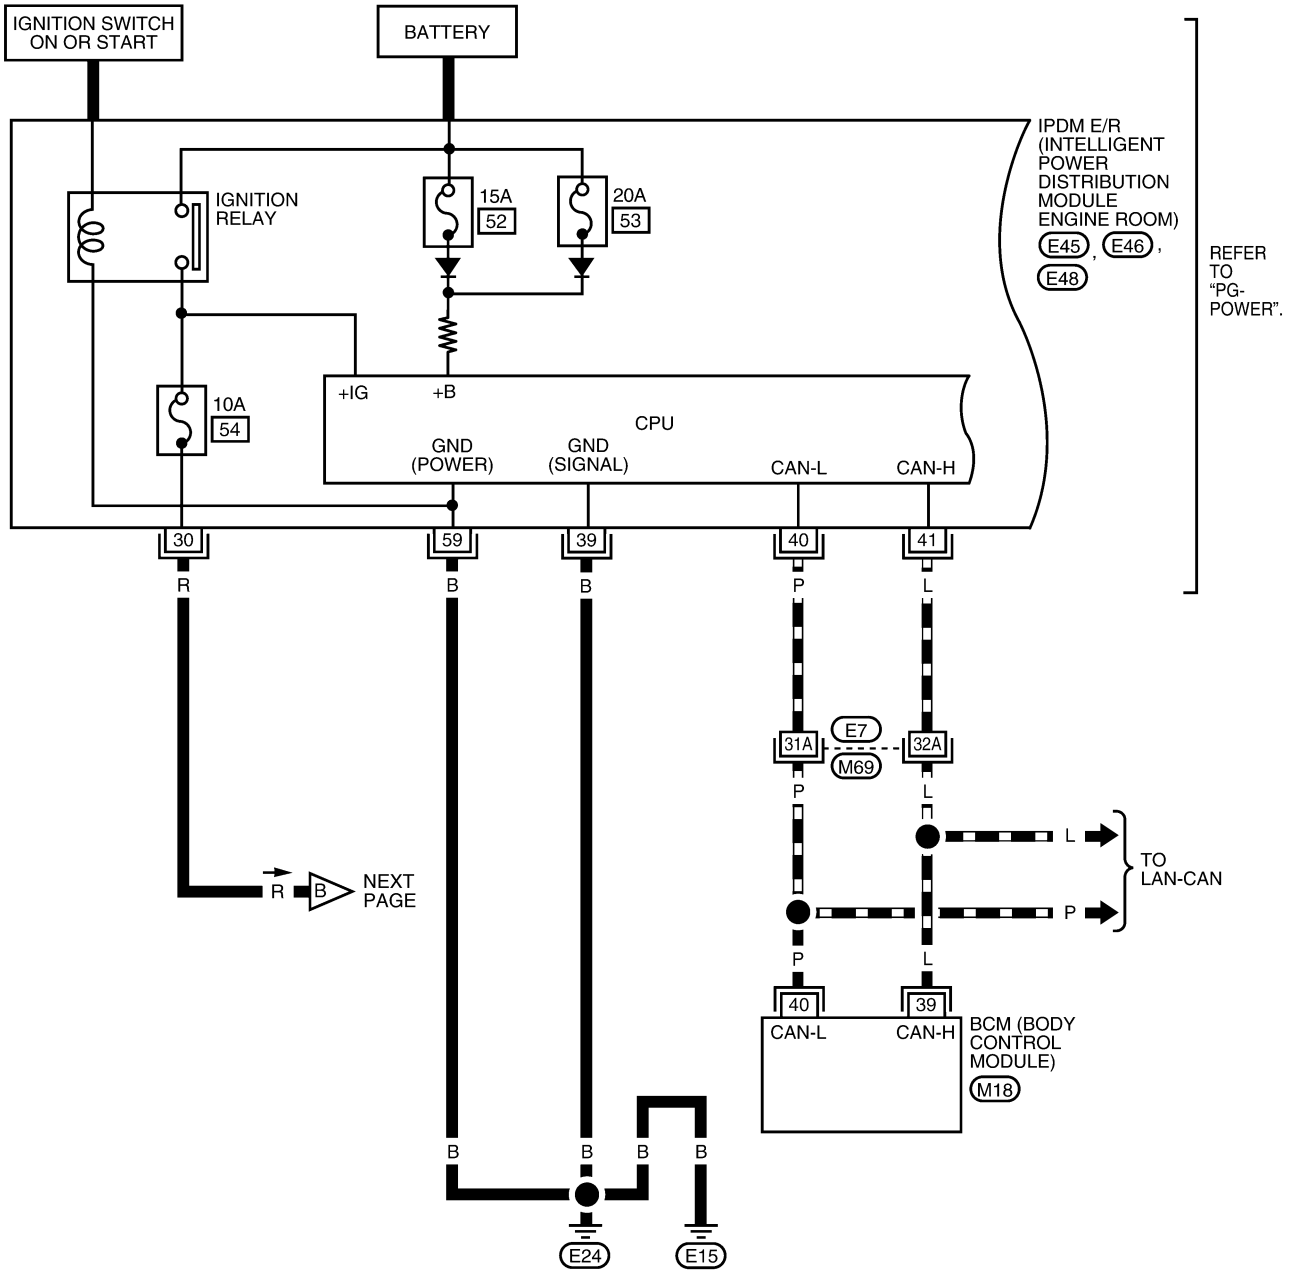 IGNITION SWITCH
ON OR START
BATTERY
IPDM E/R
(INTELLIGENT
POWER
DISTRIBUTION
MODULE
ENGINE ROOM)
E45 , E46 ,
E48
REFER
TO
“PG-
POWER”.
IGNITION
RELAY
15A
52
20A
53
10A
54
+IG
+B
CPU
GND
(POWER)
GND
(SIGNAL)
CAN-L
CAN-H
30
59
39
40
41
R
B
B
P
L
31A
E7
M69
32A
P
L
L
TO
LAN-CAN
P
R
B
NEXT
PAGE
P
L
40
39
CAN-L
CAN-H
BCM (BODY
CONTROL
MODULE)
M18
B
B
B
B
E24
E15